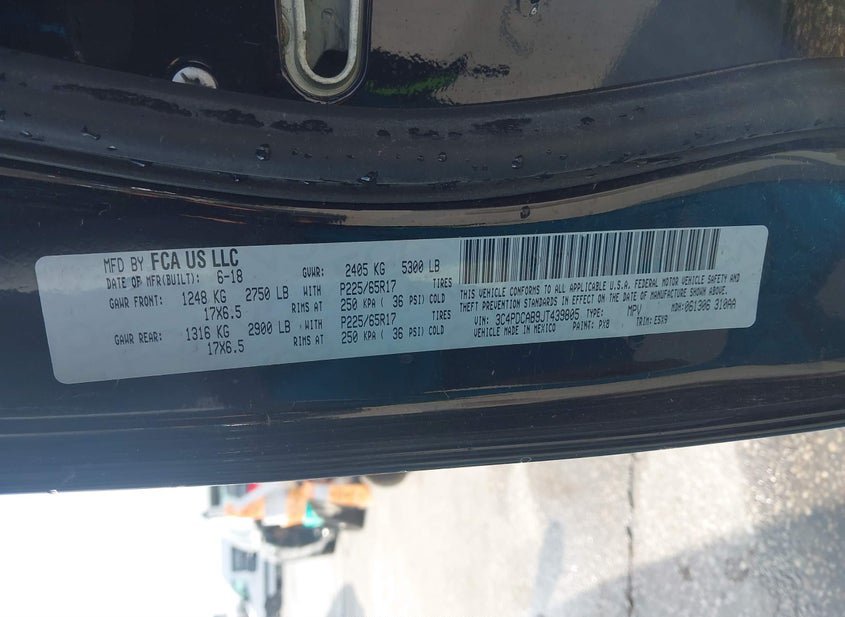 MFD BY FCA US LLC
DATE OF MFR(BUILT): 6-18 GVWR: 2405 KG 5300 LB
GAWR FRONT: 1248 KG 2750 LB -WITH P225/65R17 TIRES
17X6.5 RIMS AT 250 KPA ( 36 PSI) COLD
GAWR REAR: 1316 KG 2900 LB -WITH P225/65R17 TIRES
17X6.5 RIMS AT 250 KPA ( 36 PSI) COLD
THIS VEHICLE CONFORMS TO ALL APPLICABLE U.S.A. FEDERAL MOTOR VEHICLE SAFETY AND
THEFT PREVENTION STANDARDS IN EFFECT ON THE DATE OF MANUFACTURE SHOWN ABOVE.
VIN: 3C4PDCAB9JT439805 TYPE: MPV MDH: 061306 310AA
VEHICLE MADE IN MEXICO PAINT: PX8 TRIM: E5X9